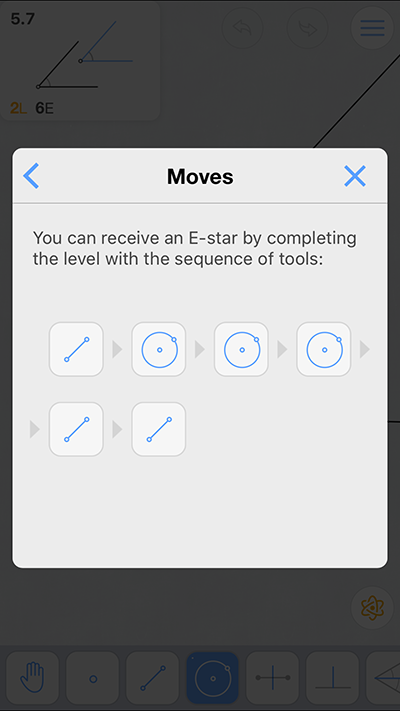 5.7
2L 6E
Moves
You can receive an E-star by completing
the level with the sequence of tools: